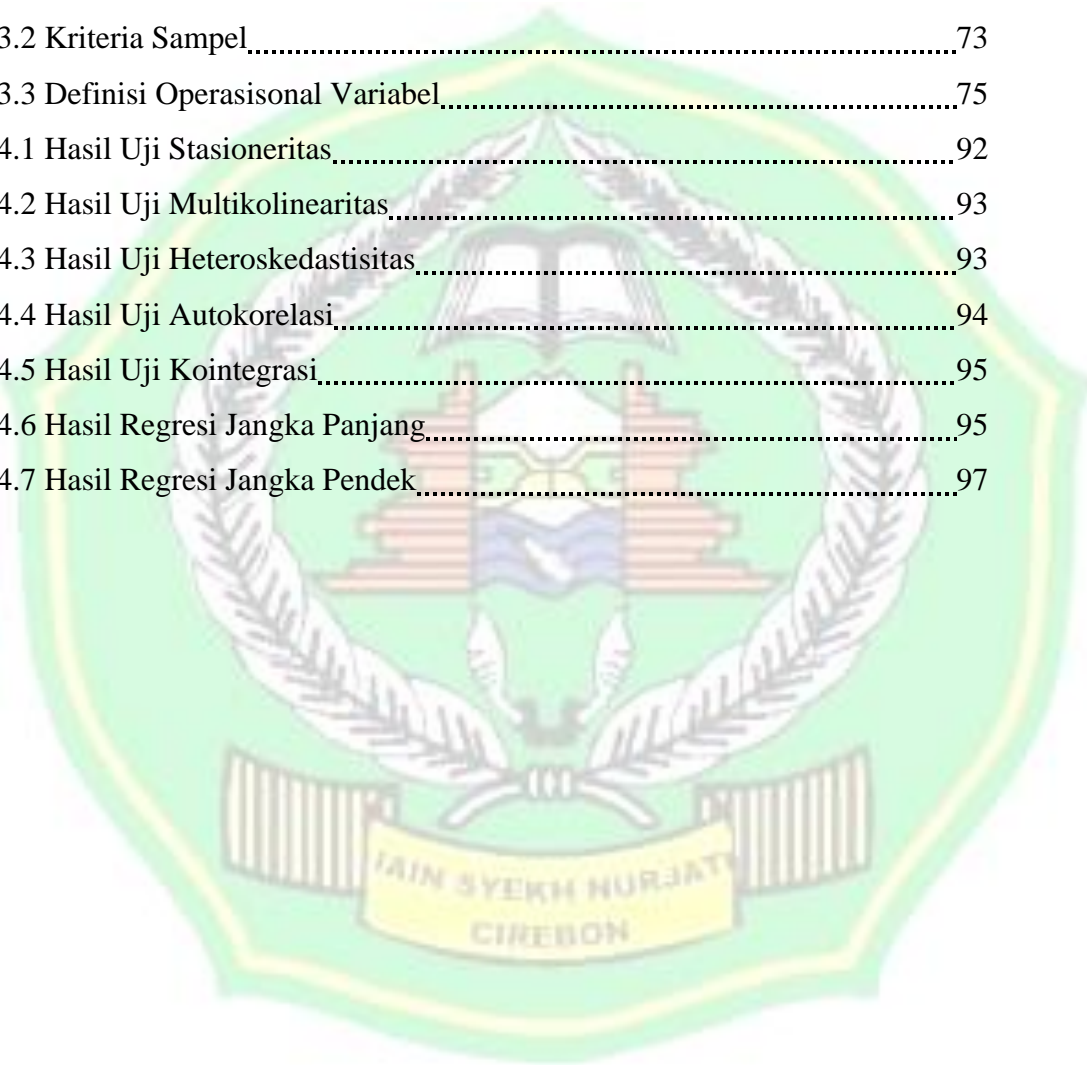 3.2 Kriteria Sampel........................................73
3.3 Definisi Operasisonal Variabel........................................75
4.1 Hasil Uji Stasioneritas........................................92
4.2 Hasil Uji Multikolinearitas........................................93
4.3 Hasil Uji Heteroskedastisitas........................................93
4.4 Hasil Uji Autokorelasi........................................94
4.5 Hasil Uji Kointegrasi........................................95
4.6 Hasil Regresi Jangka Panjang........................................95
4.7 Hasil Regresi Jangka Pendek........................................97
IAIN SYEKH NURJATI
CIREBON